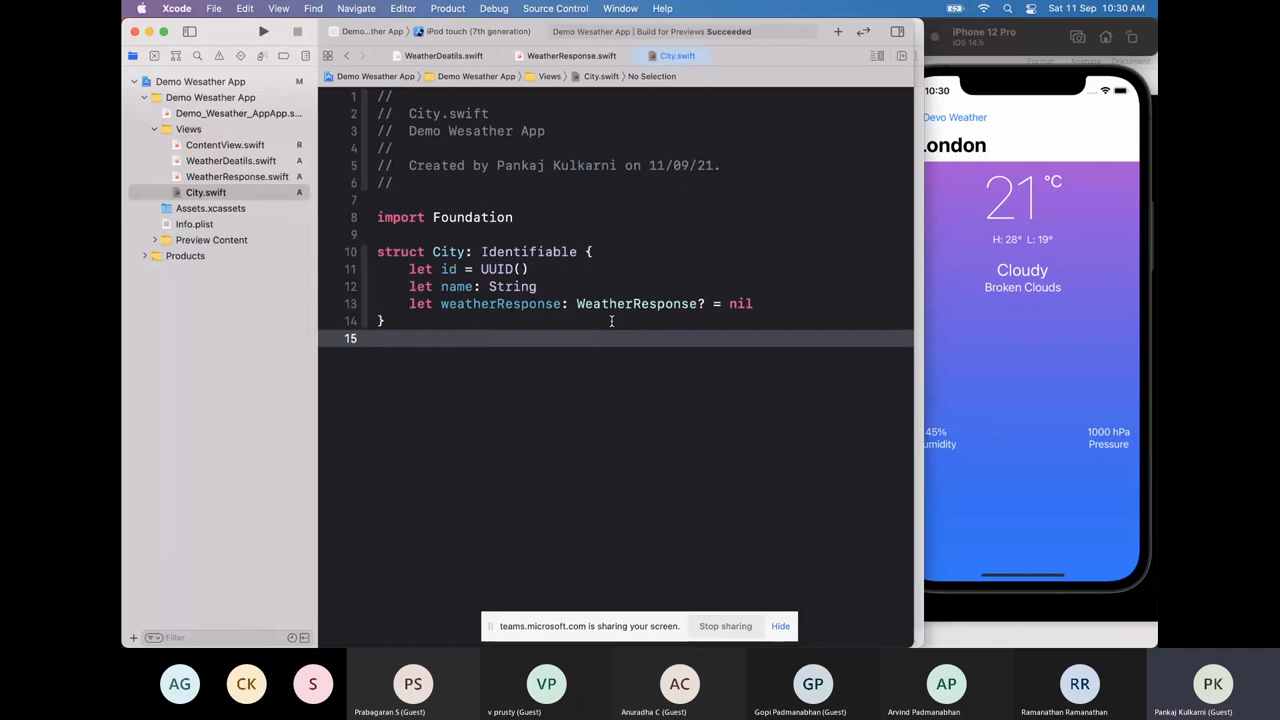 Xcode File Edit View Find Navigate Editor Product Debug Source Control Window Help Sat 11 Sep 10:30 AM
Demo...ther App iPod touch (7th generation) Demo Wesather App | Build for Previews Succeeded
iPhone 12 Pro
iOS 14.5
WeatherDeatils.swift WeatherResponse.swift City.swift
Demo Wesather App Demo Wesather App Views City.swift No Selection
Demo Wesather App M
Demo Wesather App
Demo_Wesather_AppApp.s...
Views
ContentView.swift R
WeatherDeatils.swift A
WeatherResponse.swift A
City.swift A
Assets.xcassets
Info.plist
Preview Content
Products
Filter
1 //
2 // City.swift
3 // Demo Wesather App
4 //
5 // Created by Pankaj Kulkarni on 11/09/21.
6 //
7
8 import Foundation
9
10 struct City: Identifiable {
11 let id = UUID()
12 let name: String
13 let weatherResponse: WeatherResponse? = nil
14 }
15
Format Animate Document
10:30
Devo Weather
London
21 °C
H: 28° L: 19°
Cloudy
Broken Clouds
45% 1000 hPa
umidity Pressure
teams.microsoft.com is sharing your screen. Stop sharing Hide
AG CK S PS VP AC GP AP RR PK
Prabagaran S (Guest) v prusty (Guest) Anuradha C (Guest) Gopi Padmanabhan (Guest) Arvind Padmanabhan Ramanathan Ramanathan Pankaj Kulkarni (Guest)